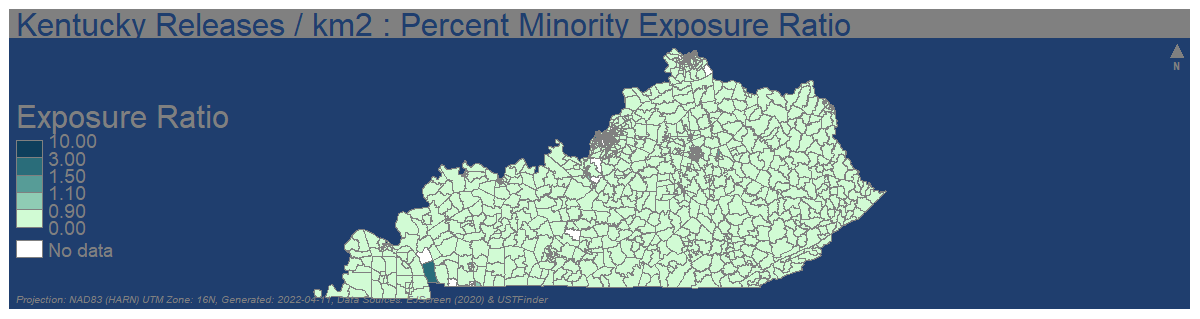 Kentucky Releases / km2 : Percent Minority Exposure Ratio
N
Exposure Ratio
10.00
3.00
1.50
1.10
0.90
0.00
No data
Projection: NAD83 (HARN) UTM Zone: 16N, Generated: 2022-04-11, Data Sources: EJScreen (2020) & USTFinder